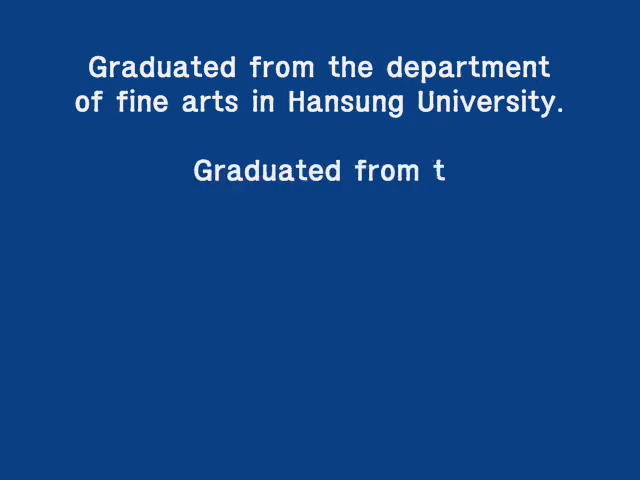 Graduated from the department
of fine arts in Hansung University.
Graduated from t